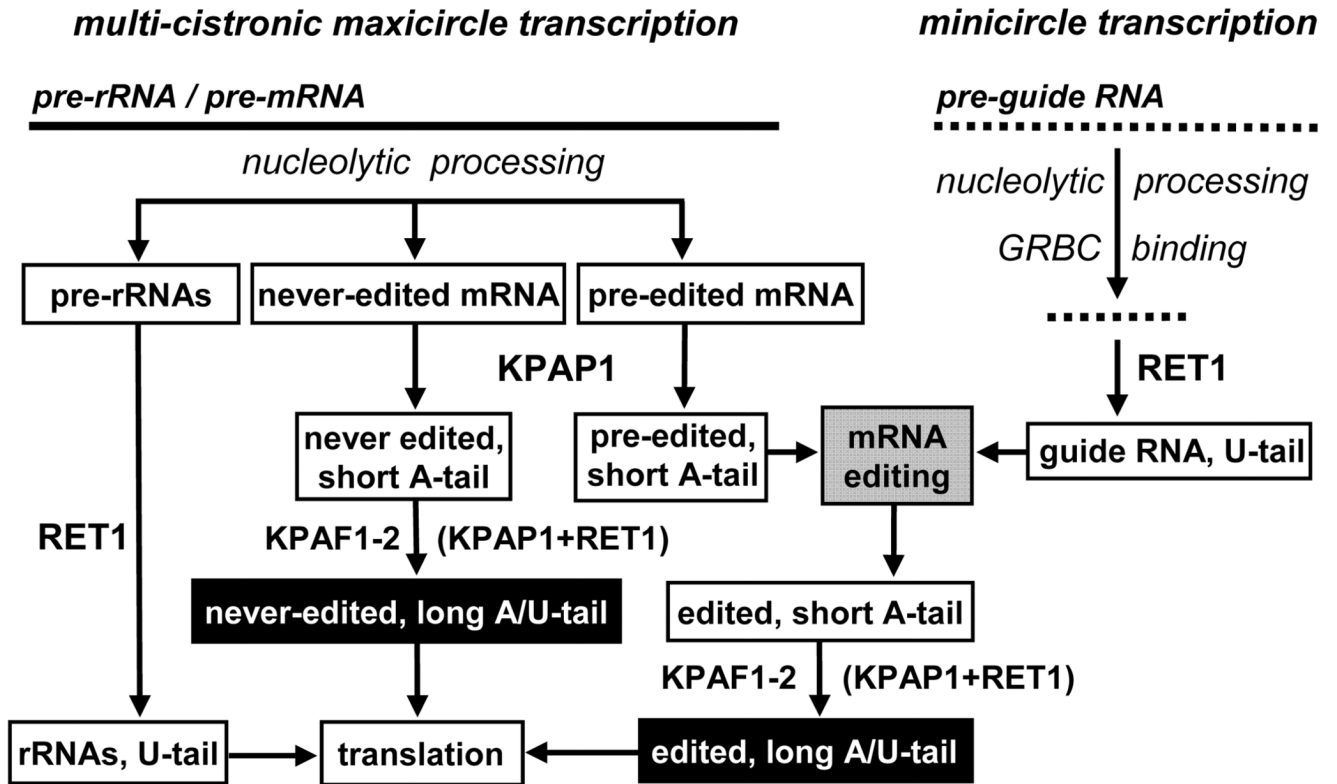 multi-cistronic maxicircle transcription
minicircle transcription
pre-rRNA / pre-mRNA
pre-guide RNA
nucleolytic processing
nucleolytic processing
GRBC binding
pre-rRNAs
never-edited mRNA
pre-edited mRNA
KPAP1
RET1
never edited,
short A-tail
pre-edited,
short A-tail
mRNA
editing
guide RNA, U-tail
RET1
KPAF1-2 (KPAP1+RET1)
never-edited, long A/U-tail
edited, short A-tail
KPAF1-2 (KPAP1+RET1)
rRNAs, U-tail
translation
edited, long A/U-tail